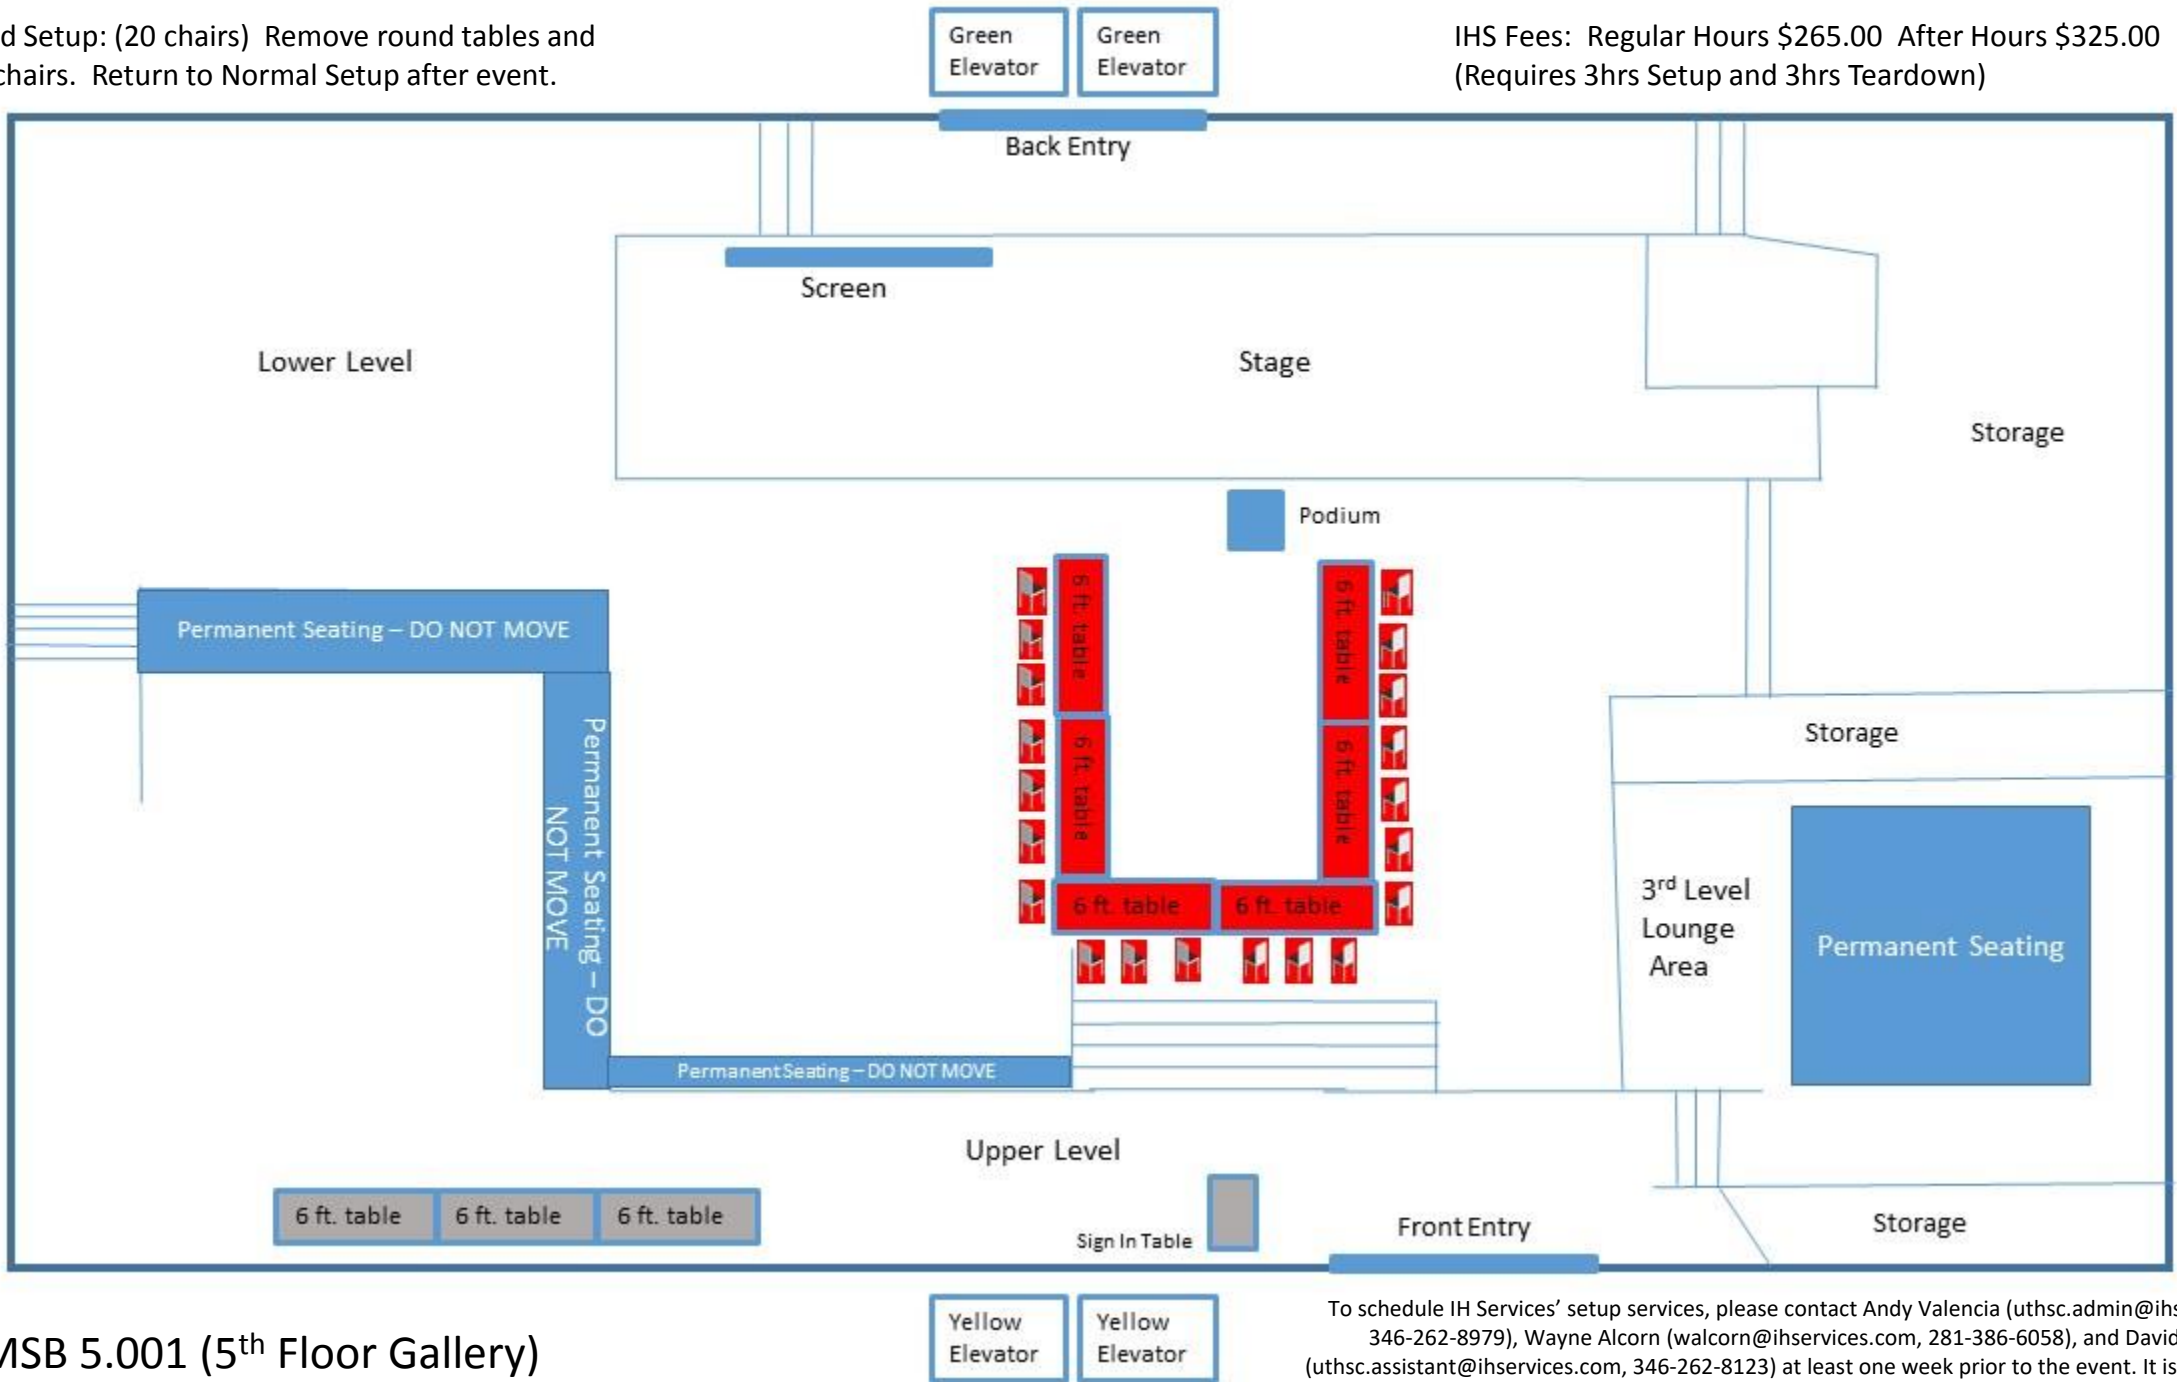 d Setup: (20 chairs) Remove round tables and
chairs. Return to Normal Setup after event.
Green
Elevator
Green
Elevator
IHS Fees: Regular Hours $265.00 After Hours $325.00
(Requires 3hrs Setup and 3hrs Teardown)
Back Entry
Screen
Lower Level
Stage
Storage
Podium
6 ft. table
6 ft. table
Permanent Seating – DO NOT MOVE
Permanent Seating – DO
NOT MOVE
6 ft. table
6 ft. table
Storage
6 ft. table
6 ft. table
3rd Level
Lounge
Area
Permanent Seating
Permanent Seating – DO NOT MOVE
Upper Level
6 ft. table
6 ft. table
6 ft. table
Sign In Table
Front Entry
Storage
MSB 5.001 (5th Floor Gallery)
Yellow
Elevator
Yellow
Elevator
To schedule IH Services’ setup services, please contact Andy Valencia (uthsc.admin@ihs
346-262-8979), Wayne Alcorn (walcorn@ihservices.com, 281-386-6058), and David
(uthsc.assistant@ihservices.com, 346-262-8123) at least one week prior to the event. It is